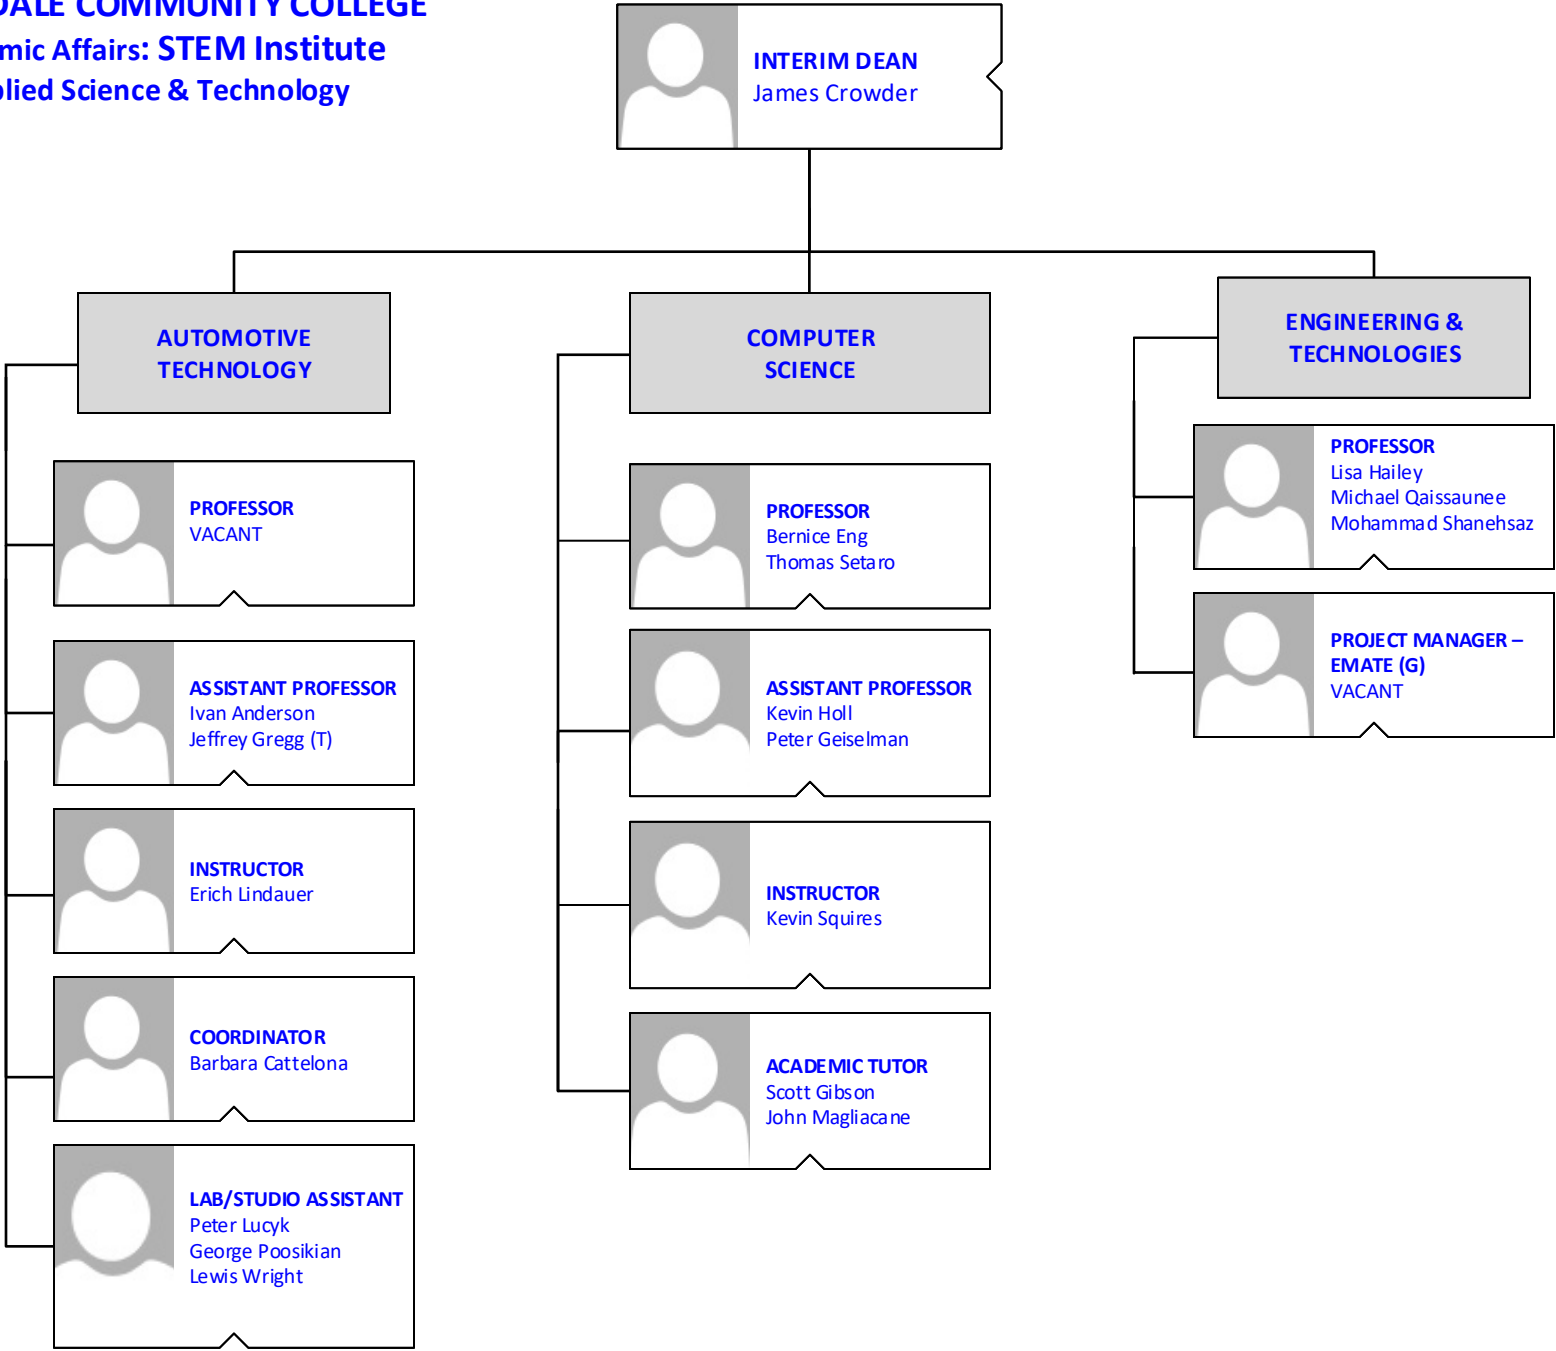 DALE COMMUNITY COLLEGE
mic Affairs: STEM Institute
plied Science & Technology
INTERIM DEAN
James Crowder
AUTOMOTIVE
TECHNOLOGY
PROFESSOR
VACANT
ASSISTANT PROFESSOR
Ivan Anderson
Jeffrey Gregg (T)
INSTRUCTOR
Erich Lindauer
COORDINATOR
Barbara Cattelona
LAB/STUDIO ASSISTANT
Peter Lucyk
George Poosikian
Lewis Wright
COMPUTER
SCIENCE
PROFESSOR
Bernice Eng
Thomas Setaro
ASSISTANT PROFESSOR
Kevin Holl
Peter Geiselman
INSTRUCTOR
Kevin Squires
ACADEMIC TUTOR
Scott Gibson
John Magliacane
ENGINEERING &
TECHNOLOGIES
PROFESSOR
Lisa Hailey
Michael Qaissaunee
Mohammad Shanehsaz
PROJECT MANAGER –
EMATE (G)
VACANT